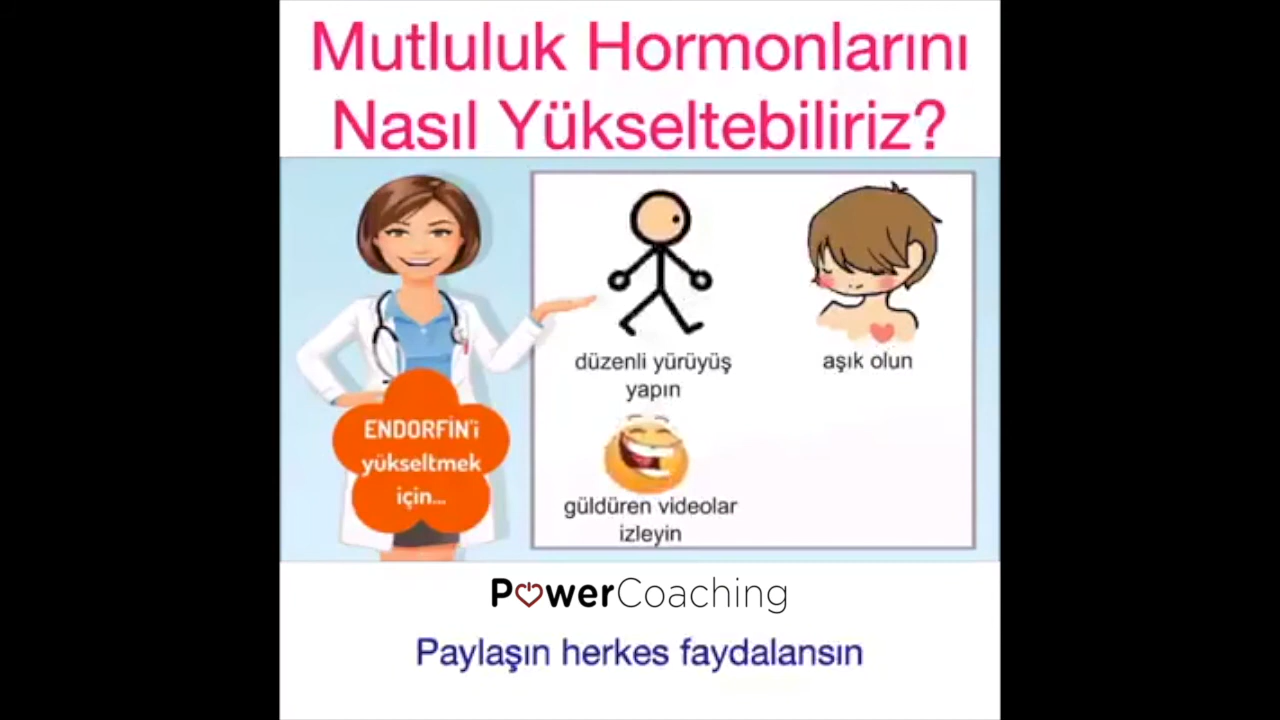 Mutluluk Hormonlarını
Nasıl Yükseltebiliriz?
ENDORFİN'i
yükseltmek
için...
düzenli yürüyüş
yapın
aşık olun
güldüren videolar
izleyin
PowerCoaching
Paylaşın herkes faydalansın